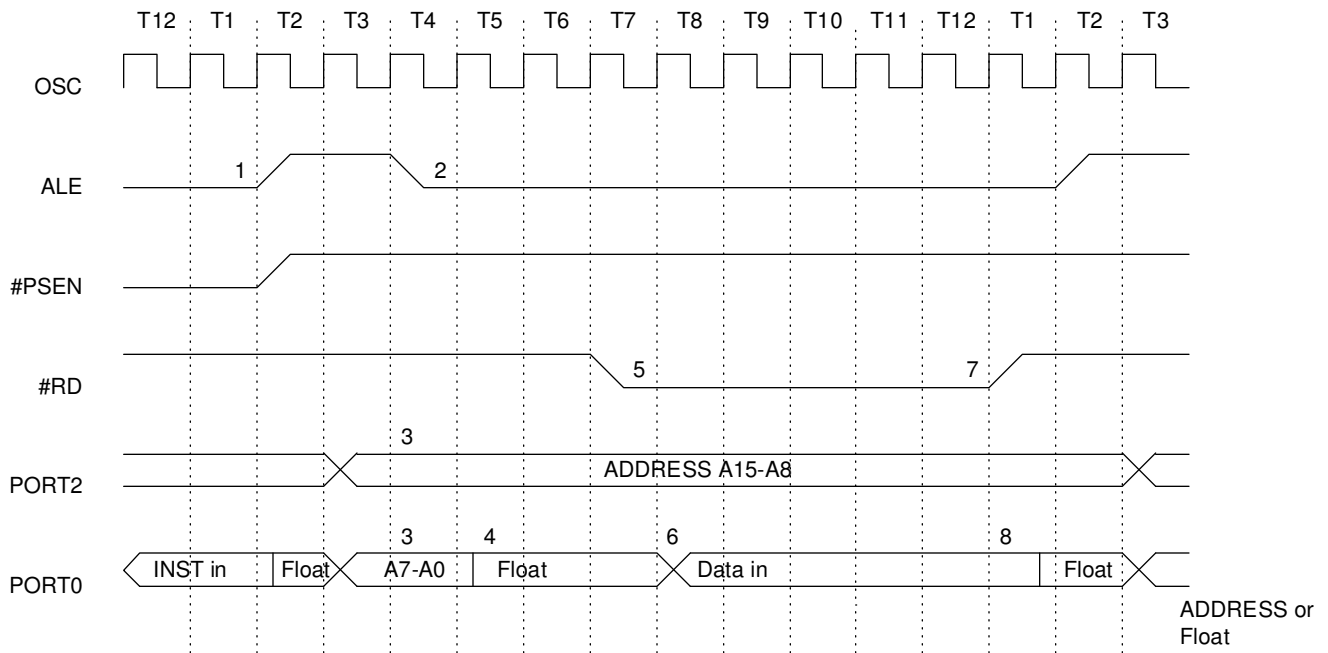 T12 T1 T2 T3 T4 T5 T6 T7 T8 T9 T10 T11 T12 T1 T2 T3
OSC
1 2
ALE
#PSEN
5 7
#RD
3
ADDRESS A15-A8
PORT2
3 4 6 8
INST in Float A7-A0 Float Data in Float
PORT0
ADDRESS or
Float